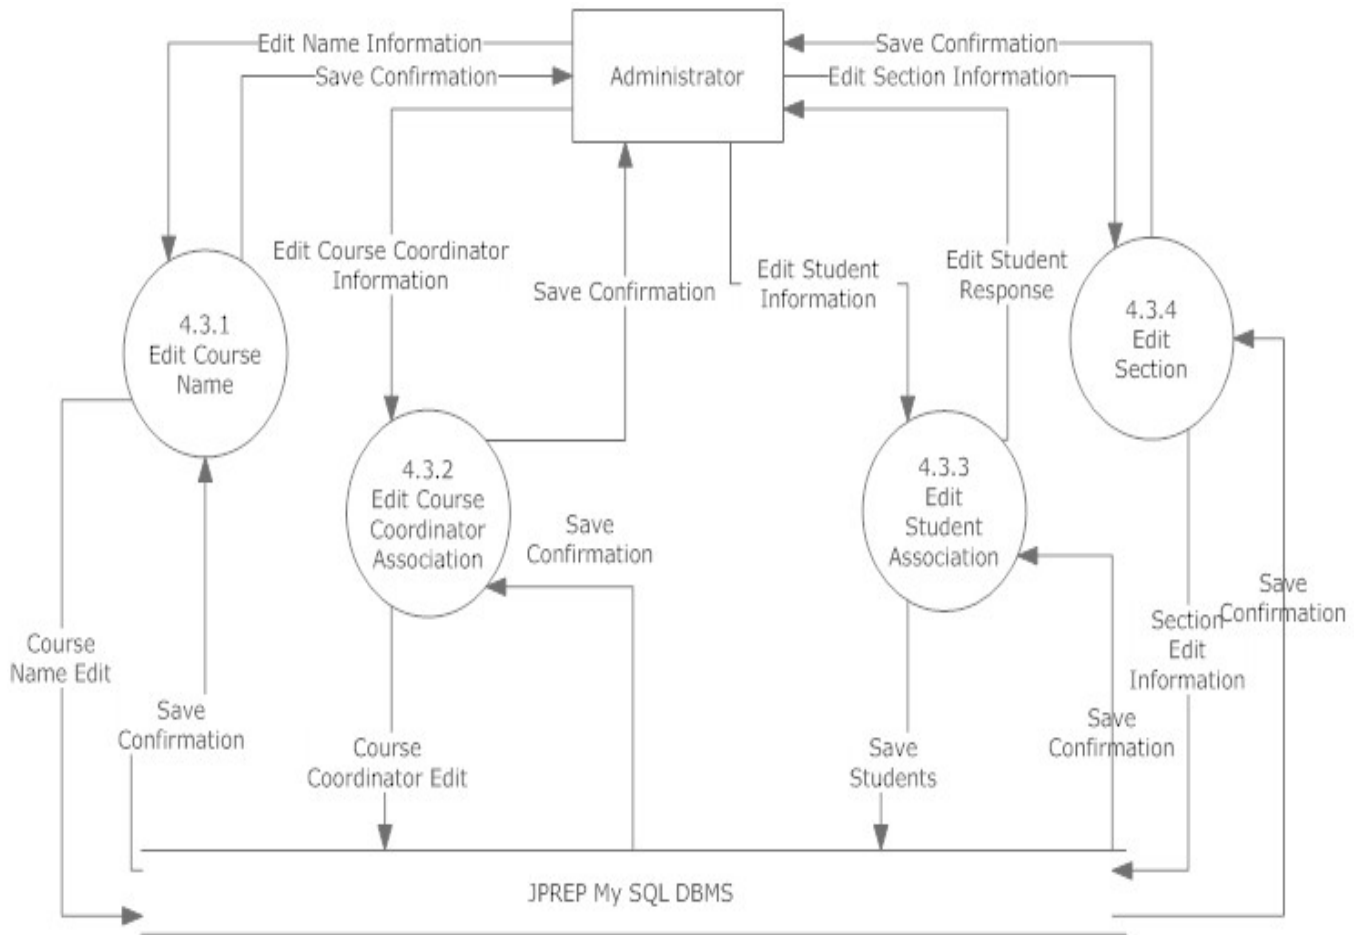 Edit Name Information
Save Confirmation
Administrator
Save Confirmation
Edit Section Information
Edit Course Coordinator
Information
Save Confirmation
Edit Student
Information
Edit Student
Response
4.3.1
Edit Course
Name
4.3.4
Edit
Section
4.3.2
Edit Course
Coordinator
Association
4.3.3
Edit
Student
Association
Save
Confirmation
Course
Name Edit
Save
Confirmation
Course
Coordinator Edit
Save
Students
Save
Confirmation
Section
Edit
Information
Save
Confirmation
JPREP My SQL DBMS